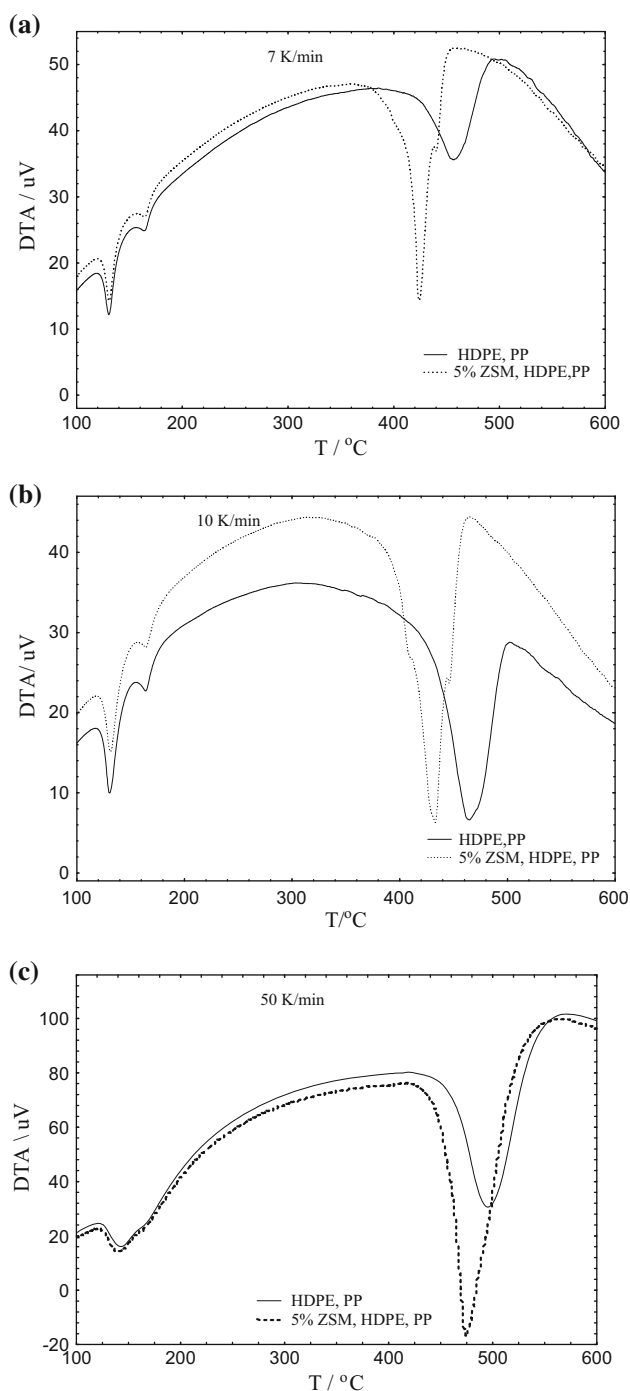 (a)
7 K/min
50
40
30
20
10
0
DTA / uV
HDPE, PP
5% ZSM, HDPE,PP
100 200 300 400 500 600
T / °C
(b)
10 K/min
40
30
20
10
0
DTA/ uV
HDPE,PP
5% ZSM, HDPE, PP
100 200 300 400 500 600
T/°C
(c)
50 K/min
100
80
60
40
20
0
-20
DTA \ uV
HDPE, PP
5% ZSM, HDPE, PP
100 200 300 400 500 600
T / °C